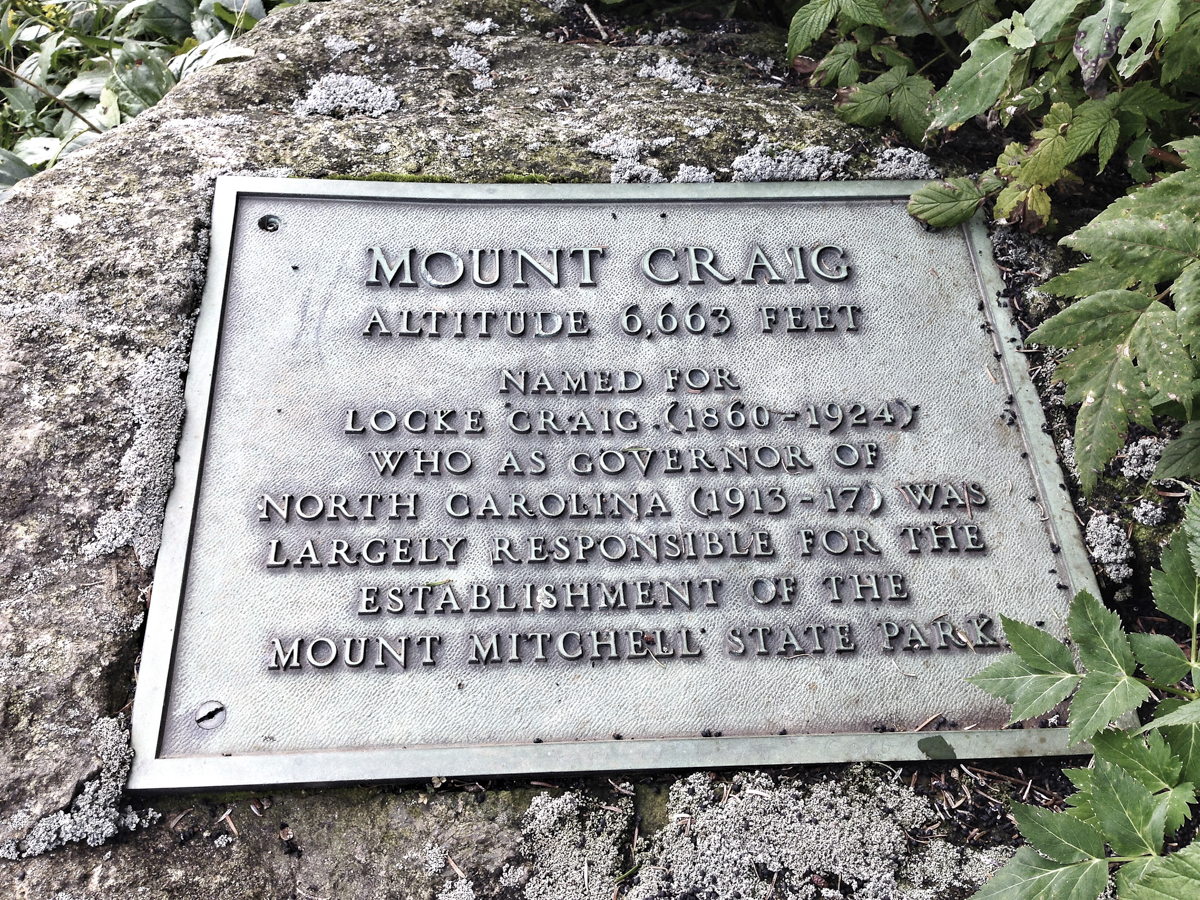 MOUNT CRAIG
ALTITUDE 6,663 FEET
NAMED FOR
LOCKE CRAIG (1860-1924)
WHO AS GOVERNOR OF
NORTH CAROLINA (1913-17) WAS
LARGELY RESPONSIBLE FOR THE
ESTABLISHMENT OF THE
MOUNT MITCHELL STATE PARK